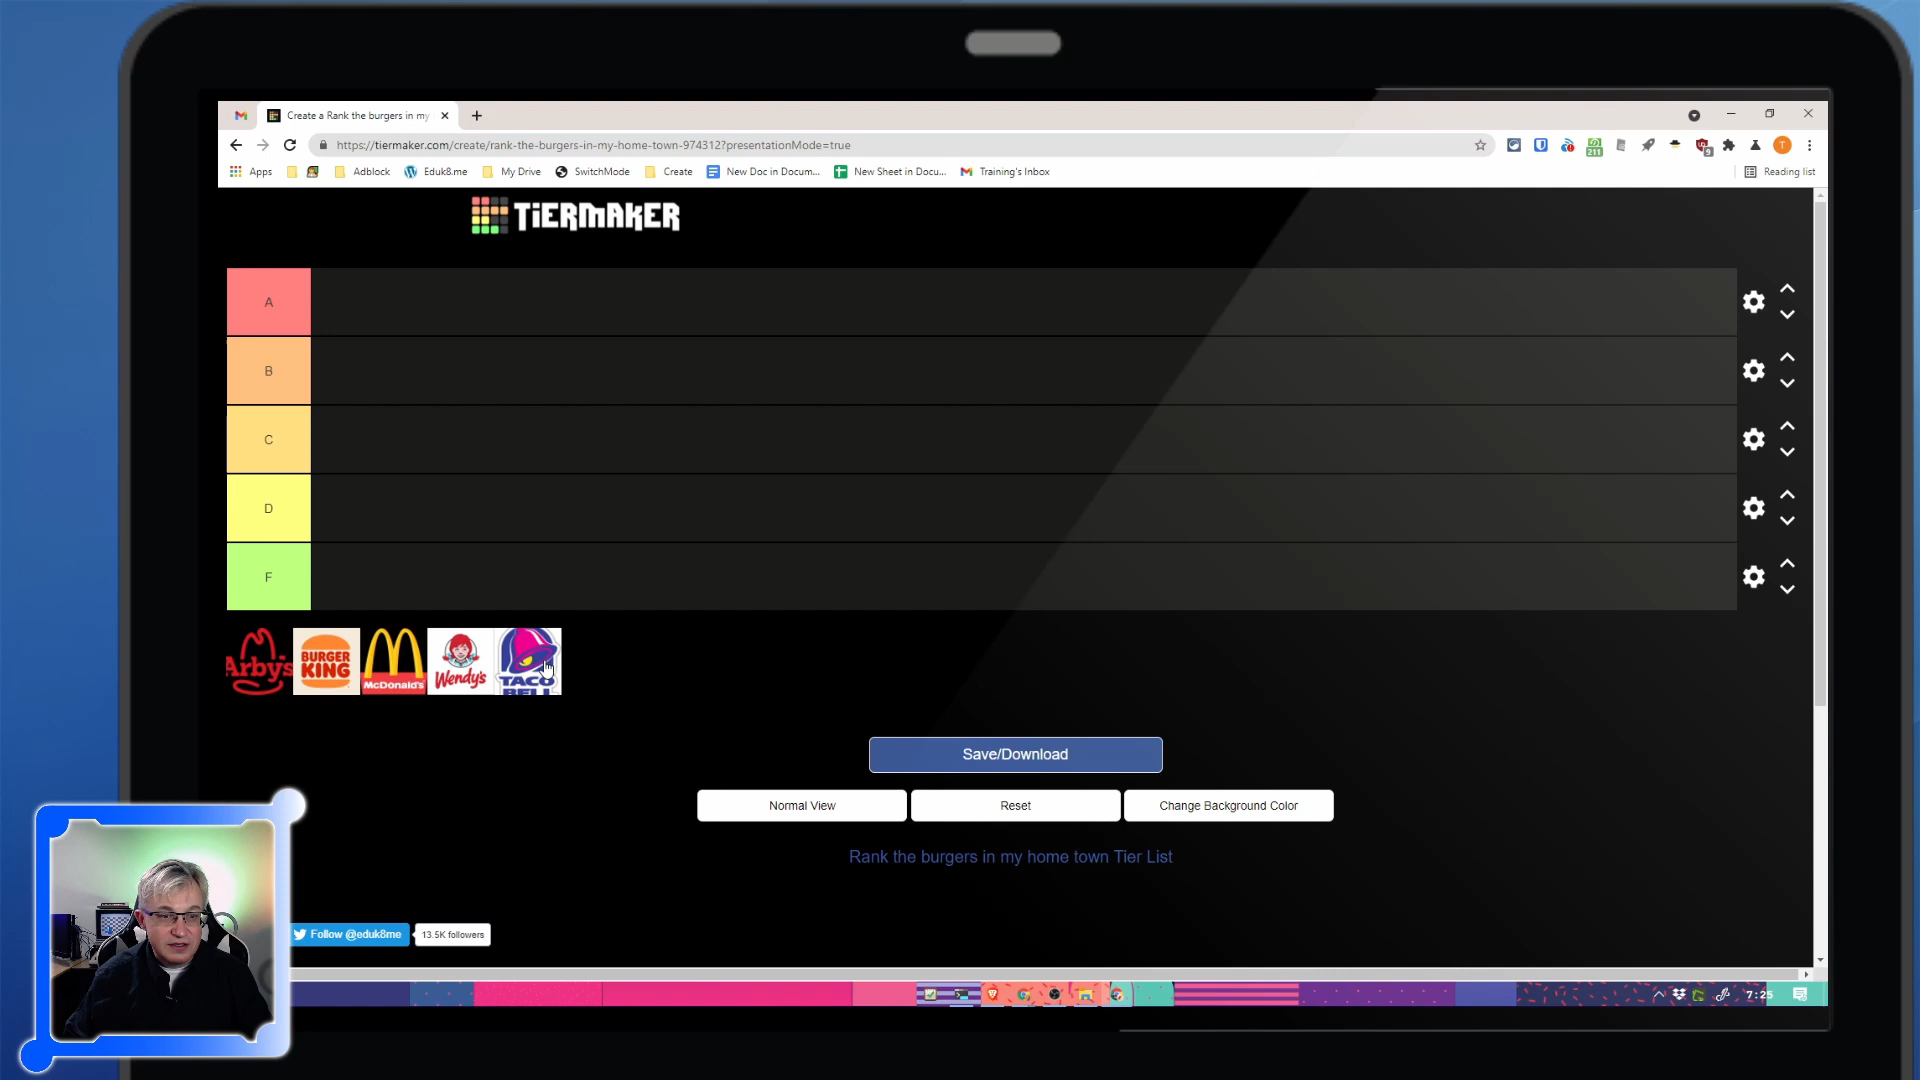 Create a Rank the burgers in my
https://tiermaker.com/create/rank-the-burgers-in-my-home-town-974312?presentationMode=true
211
9
T
Apps
Adblock
Eduk8.me
My Drive
SwitchMode
Create
New Doc in Docum...
New Sheet in Docu...
Training's Inbox
Reading list
TiERMAKER
A
B
C
D
F
Arby's
BURGER KING
McDonald's
Wendy's
TACO BELL
Save/Download
Normal View
Reset
Change Background Color
Rank the burgers in my home town Tier List
Follow @eduk8me
13.5K followers
7:25